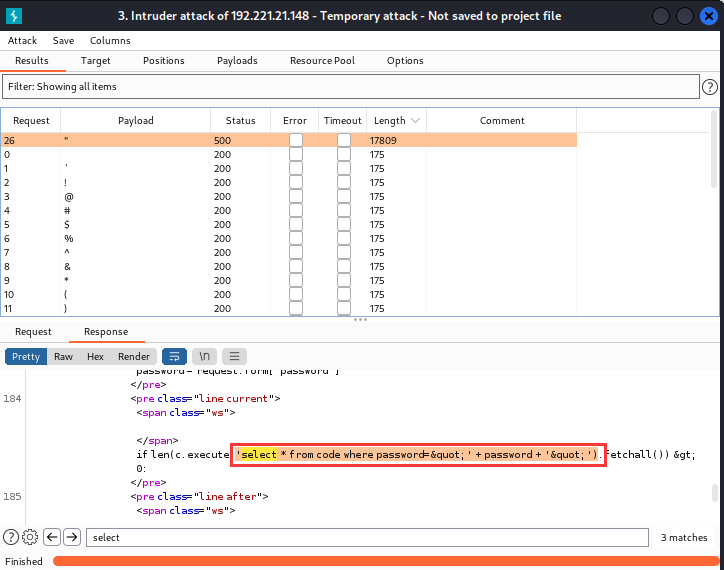 3. Intruder attack of 192.221.21.148 - Temporary attack - Not saved to project file
Attack Save Columns
Results Target Positions Payloads Resource Pool Options
Filter: Showing all items
?
Request Payload Status Error Timeout Length Comment
26 " 500 17809
0 200 175
1 ` 200 175
2 ! 200 175
3 @ 200 175
4 # 200 175
5 $ 200 175
6 % 200 175
7 ^ 200 175
8 & 200 175
9 * 200 175
10 ( 200 175
11 ) 200 175
Request Response
Pretty Raw Hex Render \n
password = request.form['password']
</pre>
184 <pre class="line current">
<span class="ws">
</span>
if len(c.execute('select * from code where password=&quot;' + password + '&quot;').fetchall()) &gt;
0:
</pre>
185 <pre class="line after">
<span class="ws">
? select 3 matches
Finished